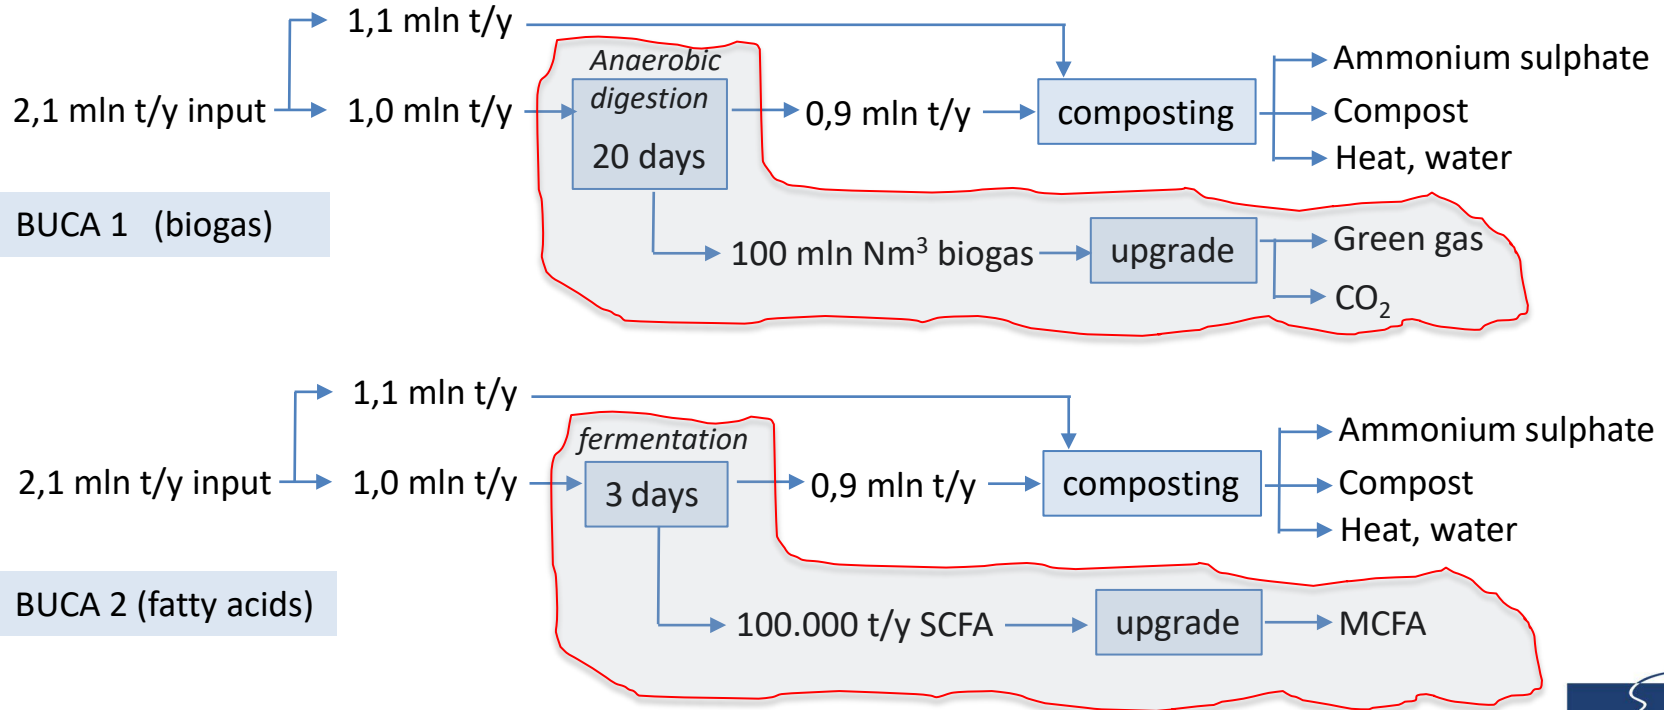 1,1 mln t/y
Anaerobic
digestion
20 days
2,1 mln t/y input
1,0 mln t/y
0,9 mln t/y
composting
Ammonium sulphate
Compost
Heat, water
BUCA 1 (biogas)
100 mln Nm³ biogas
upgrade
Green gas
CO₂
1,1 mln t/y
fermentation
3 days
2,1 mln t/y input
1,0 mln t/y
0,9 mln t/y
composting
Ammonium sulphate
Compost
Heat, water
BUCA 2 (fatty acids)
100.000 t/y SCFA
upgrade
MCFA